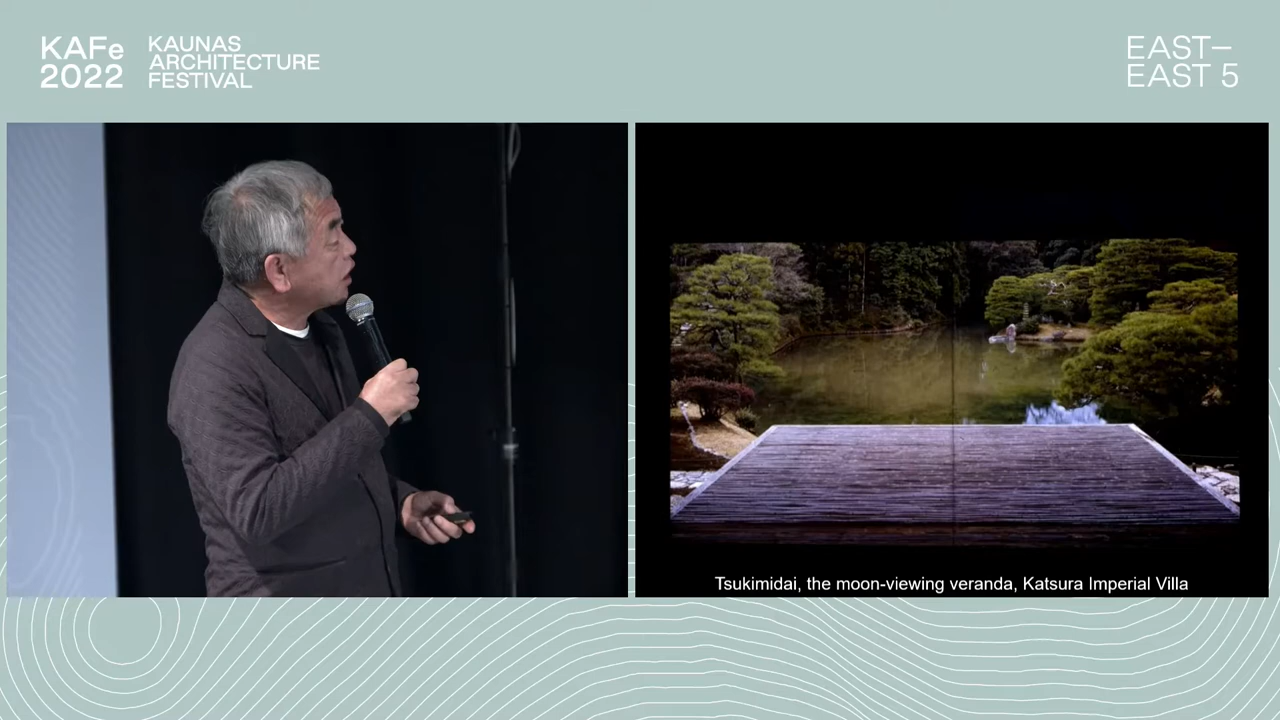 KAFe
2022
KAUNAS
ARCHITECTURE
FESTIVAL
EAST–
EAST 5
Tsukimidai, the moon-viewing veranda, Katsura Imperial Villa